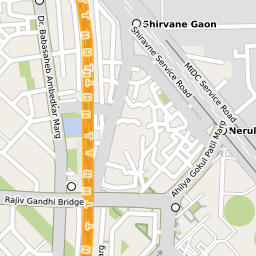 Shirvane Gaon
Dr. Babasaheb Ambedkar Marg
Shiravne Service Road
MIDC Service Road
Nerul
Ahilya Gokul Patil Marg
Rajiv Gandhi Bridge
Marg